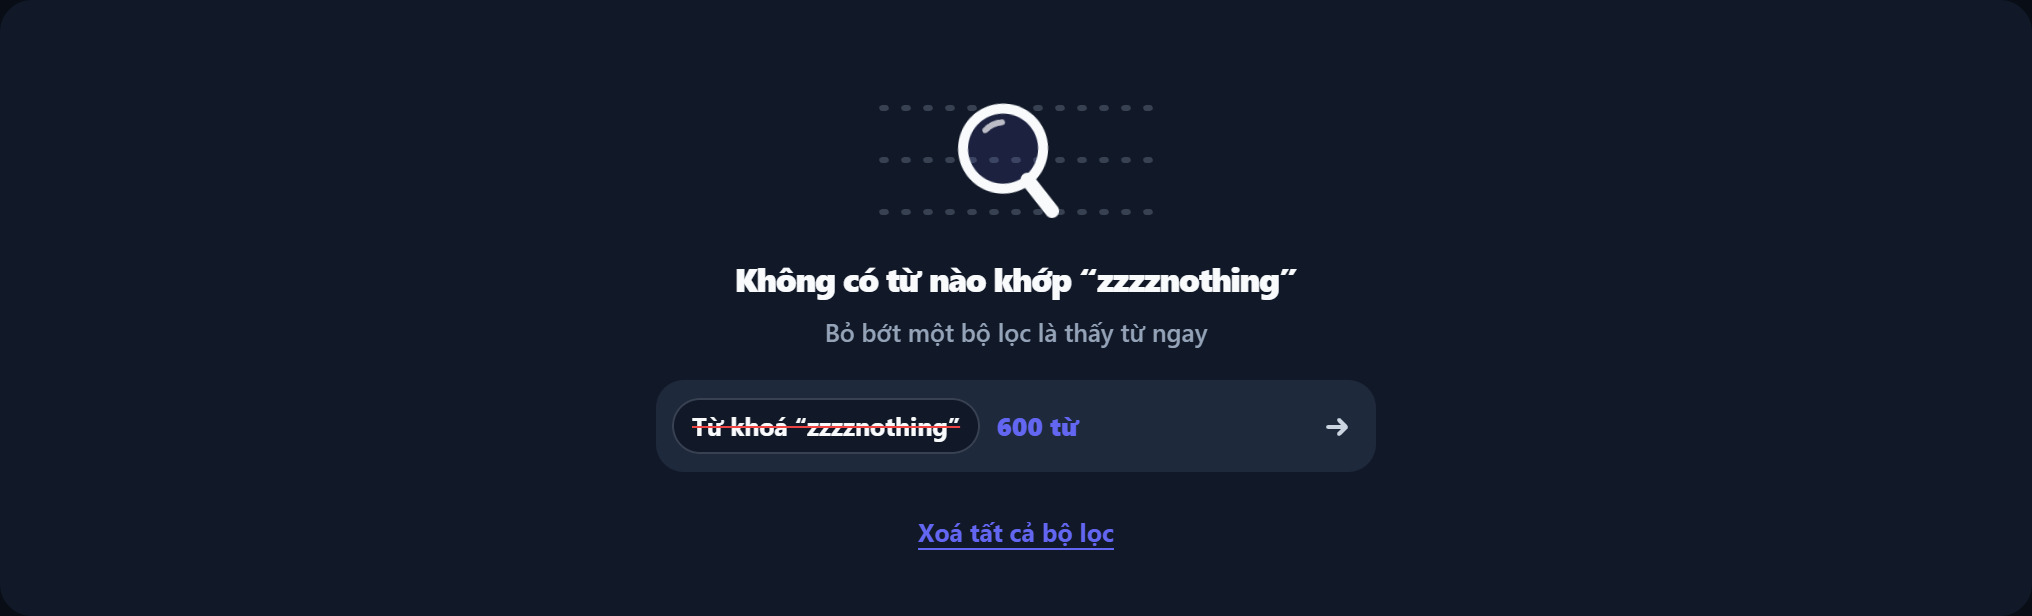 Không có từ nào khớp “zzzznothing”
Bỏ bớt một bộ lọc là thấy từ ngay
Từ khoá “zzzznothing” 600 từ →
Xoá tất cả bộ lọc